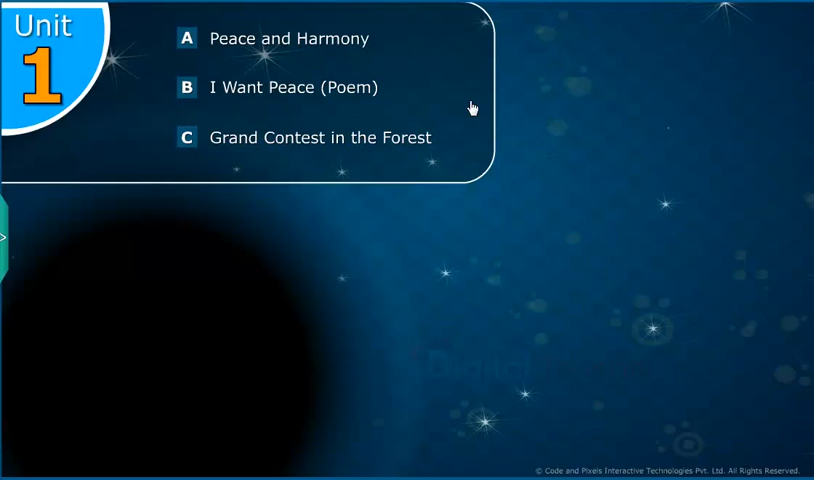 Unit
1
A Peace and Harmony
B I Want Peace (Poem)
C Grand Contest in the Forest
>
© Code and Pixels Interactive Technologies Pvt. Ltd. All Rights Reserved.